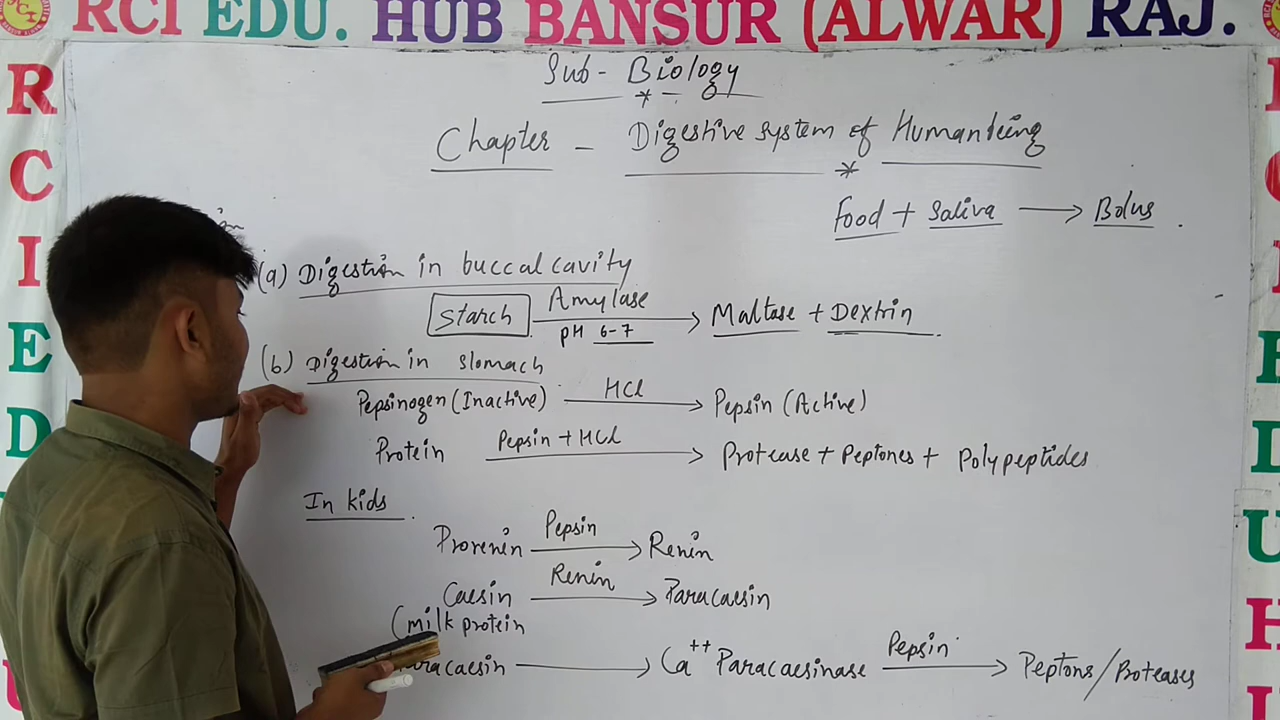 RCI EDU. HUB BANSUR (ALWAR) RAJ.
R
C
I
E
D
U
Sub - Biology
Chapter - Digestive system of Humanbeing
Food + Saliva → Bolus .
(a) Digestion in buccal cavity
Starch Amylase pH 6-7 → Maltase + Dextrin
(b) Digestion in Slomach
Pepsinogen (Inactive) HCl → Pepsin (Active)
Protein Pepsin + HCl → Protease + Peptones + Polypeptides
In kids
Prorenin Pepsin → Renin
Caesin Renin → Paracaesin
(milk protein
Paracaesin → Ca++ Paracaesinase Pepsin → Peptons/Proteases
E
D
U
H